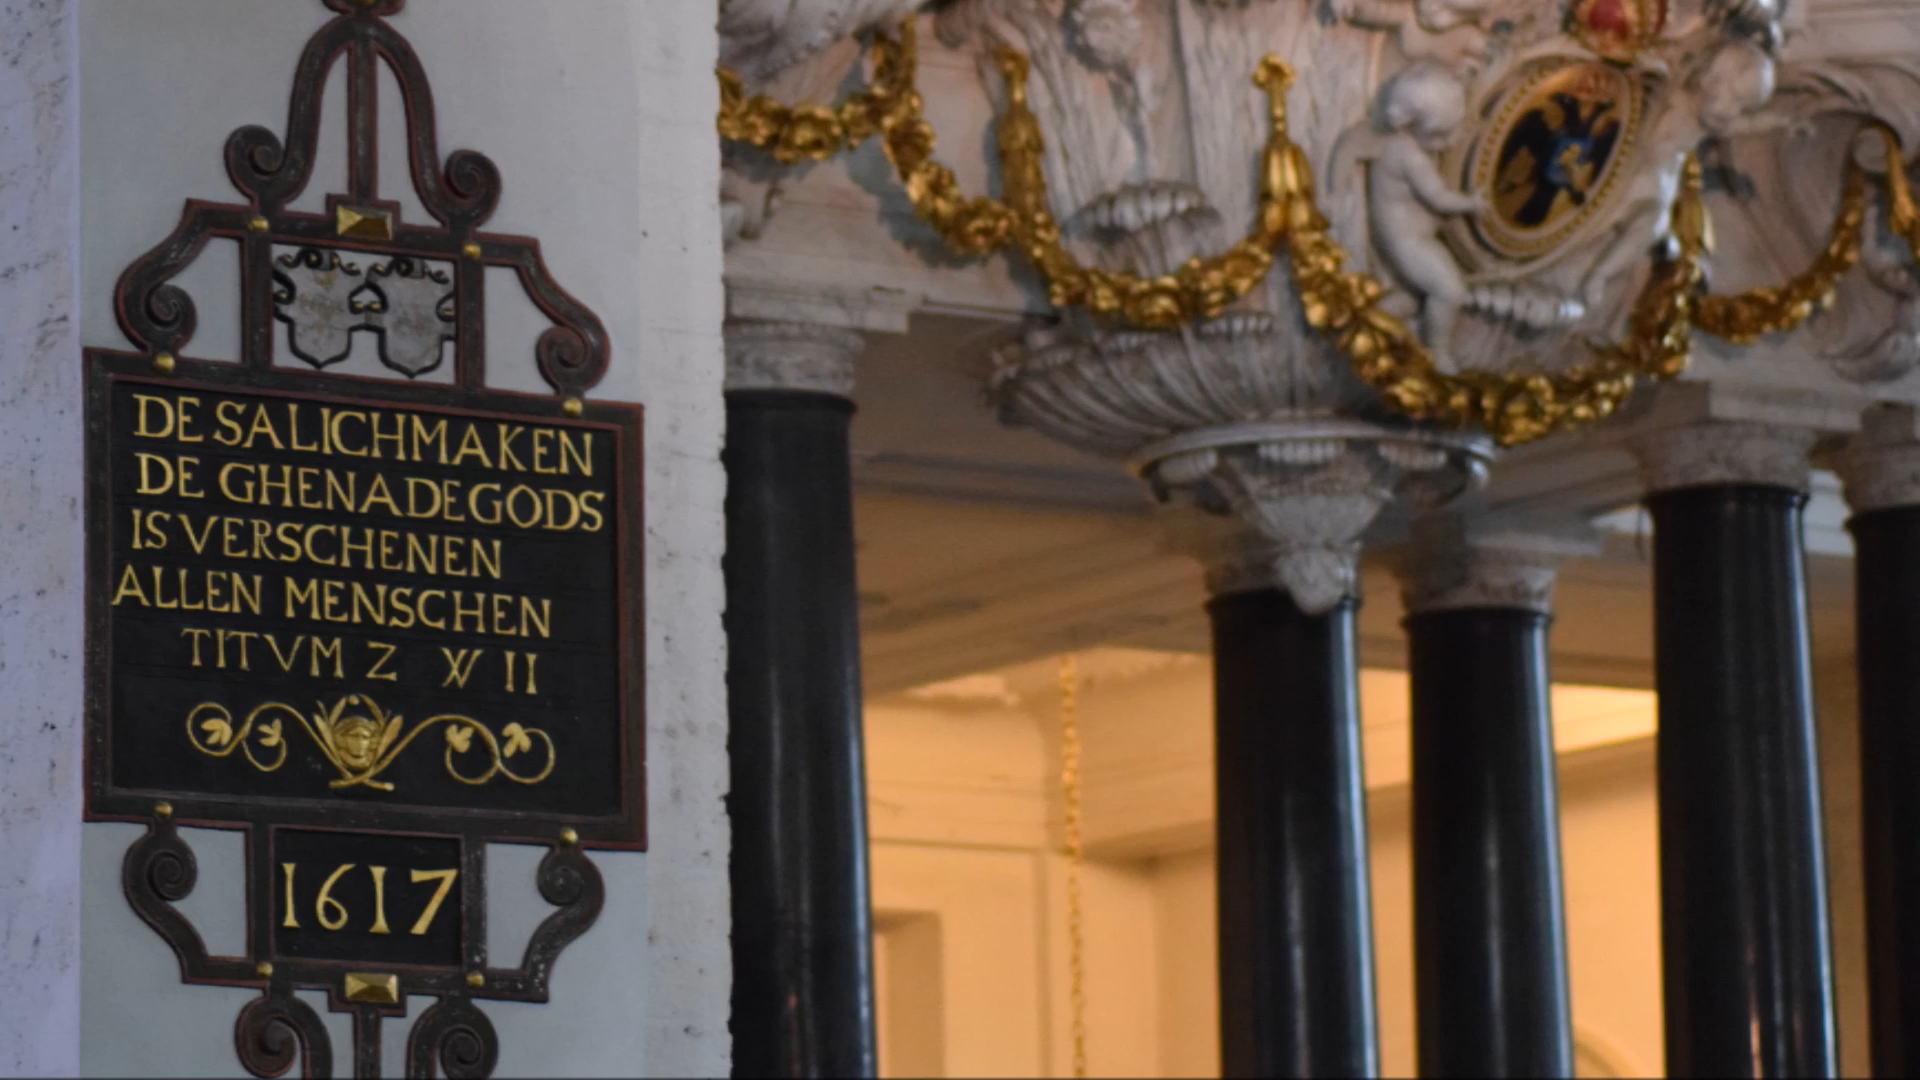 DE SALICHMAKEN
DE GHENADE GODS
IS VERSCHENEN
ALLEN MENSCHEN
TITVM Z W II
1617